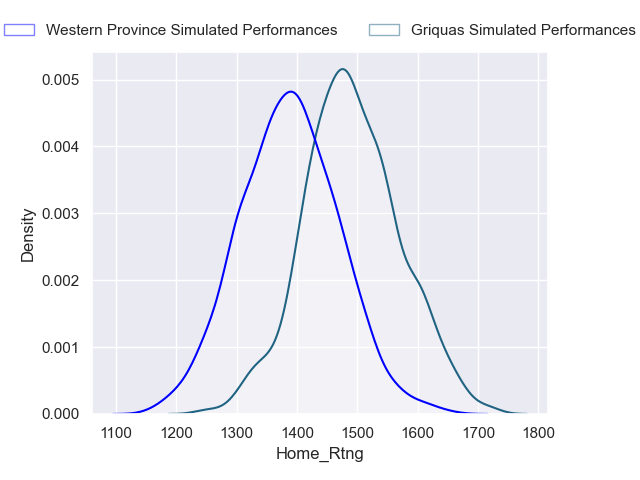 Western Province Simulated Performances
Griquas Simulated Performances
0.005
0.004
0.003
0.002
0.001
0.000
Density
1100 1200 1300 1400 1500 1600 1700 1800
Home_Rtng